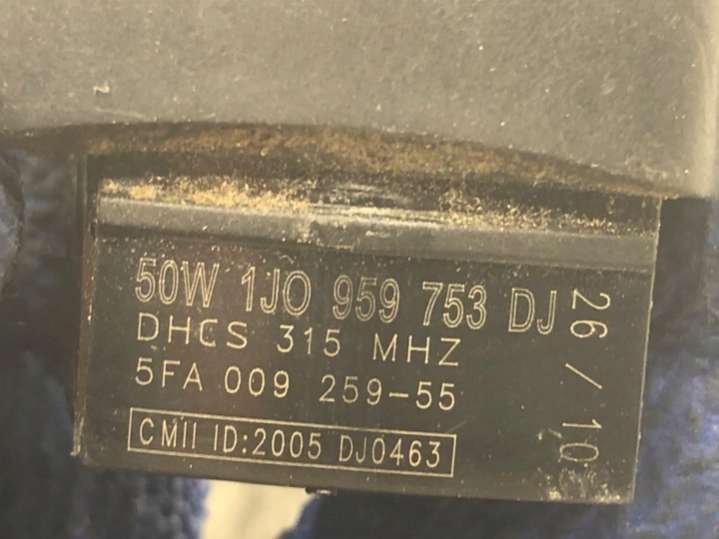 50W 1J0 959 753 DJ
DHCS 315 MHZ
5FA 009 259-55
CMII ID:2005 DJ0463
26 / 10